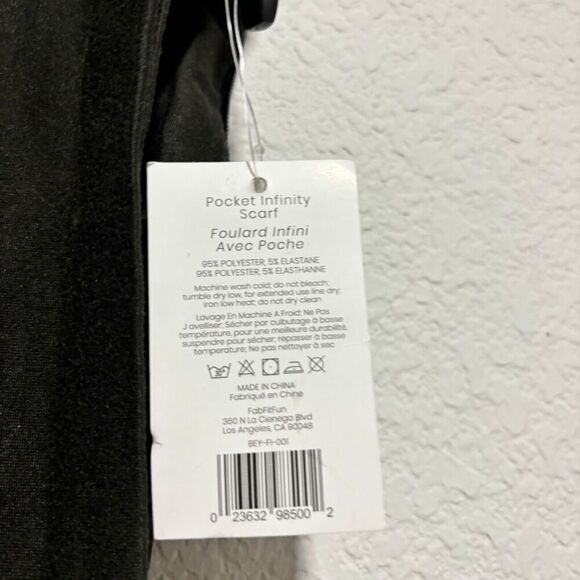 Pocket Infinity
Scarf
Foulard Infini
Avec Poche
95% POLYESTER, 5% ELASTANE
95% POLYESTER, 5% ELASTHANNE
Machine wash cold; do not bleach;
tumble dry low, for extended use line dry;
iron low heat; do not dry clean
Lavage En Machine A Froid; Ne Pas
J avelliser; Sécher par culbutage à basse
température, pour une meilleure durabilité,
suspendre pour sécher; repasser à basse
temperature; Ne pas nettoyer à sec
30°
MADE IN CHINA
Fabriqué en Chine
FabFitFun
360 N La Cienega Blvd
Los Angeles, CA 90048
BEY-FI-001
0 23632 98500 2